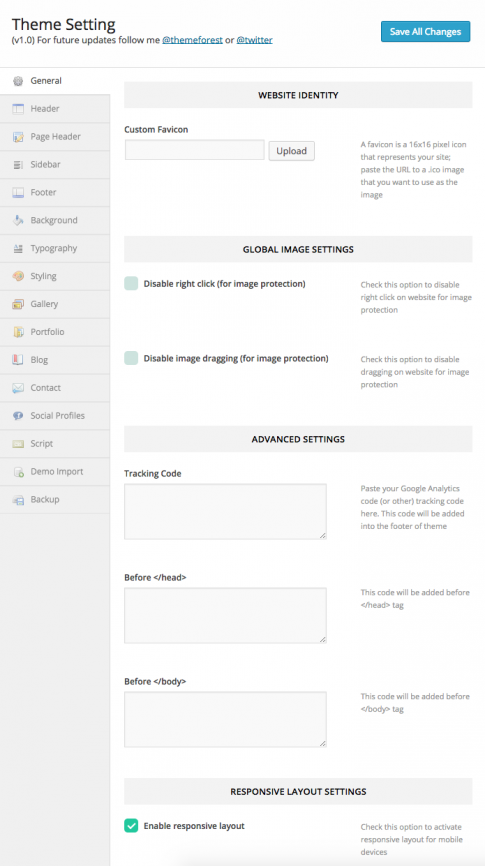 Theme Setting
(v1.0) For future updates follow me @themeforest or @twitter
Save All Changes
General
Header
Page Header
Sidebar
Footer
Background
Typography
Styling
Gallery
Portfolio
Blog
Contact
Social Profiles
Script
Demo Import
Backup
WEBSITE IDENTITY
Custom Favicon
Upload
A favicon is a 16x16 pixel icon
that represents your site;
paste the URL to a .ico image
that you want to use as the
image
GLOBAL IMAGE SETTINGS
Disable right click (for image protection)
Check this option to disable
right click on website for image
protection
Disable image dragging (for image protection)
Check this option to disable
dragging on website for image
protection
ADVANCED SETTINGS
Tracking Code
Paste your Google Analytics
code (or other) tracking code
here. This code will be added
into the footer of theme
Before </head>
This code will be added before
</head> tag
Before </body>
This code will be added before
</body> tag
RESPONSIVE LAYOUT SETTINGS
Enable responsive layout
Check this option to activate
responsive layout for mobile
devices